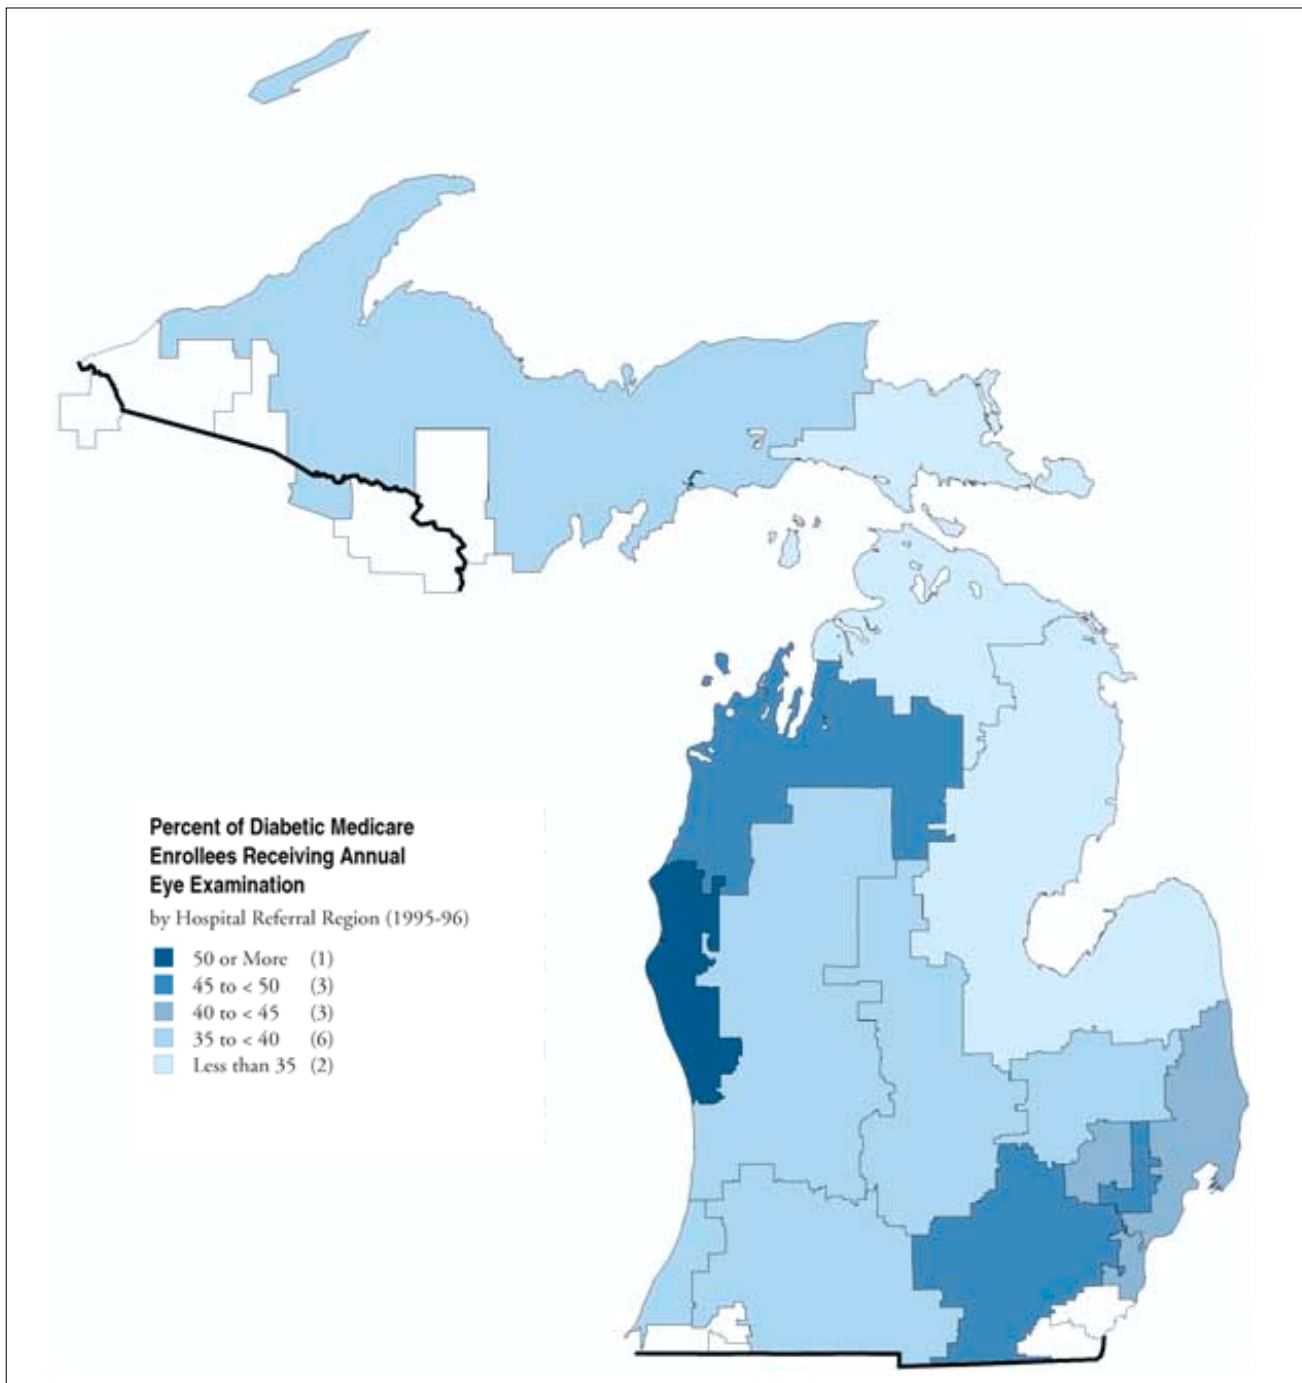 Percent of Diabetic Medicare
Enrollees Receiving Annual
Eye Examination
by Hospital Referral Region (1995-96)
50 or More (1)
45 to < 50 (3)
40 to < 45 (3)
35 to < 40 (6)
Less than 35 (2)